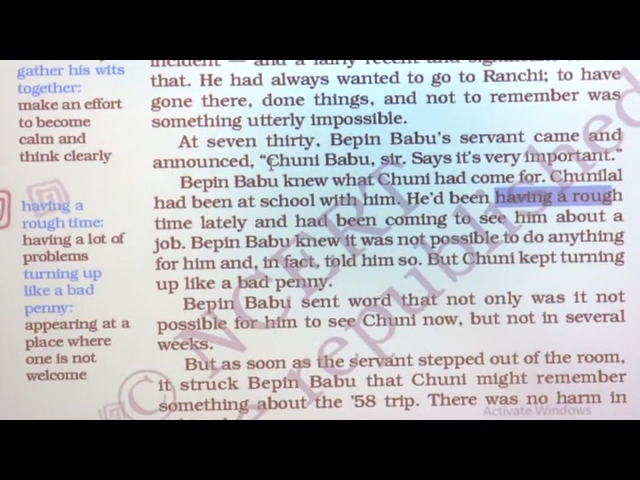 gather his wits
together:
make an effort
to become
calm and
think clearly
having a
rough time:
having a lot of
problems
turning up
like a bad
penny:
appearing at a
place where
one is not
welcome
incident — and a fairly recent and
that. He had always wanted to go to Ranchi; to have
gone there, done things, and not to remember was
something utterly impossible.
At seven thirty, Bepin Babu's servant came and
announced, “Chuni Babu, sir. Says it's very important.”
Bepin Babu knew what Chuni had come for. Chunilal
had been at school with him. He'd been having a rough
time lately and had been coming to see him about a
job. Bepin Babu knew it was not possible to do anything
for him and, in fact, told him so. But Chuni kept turning
up like a bad penny.
Bepin Babu sent word that not only was it not
possible for him to see Chuni now, but not in several
weeks.
But as soon as the servant stepped out of the room,
it struck Bepin Babu that Chuni might remember
something about the '58 trip. There was no harm in
© NCERT
republished
Activate Windows